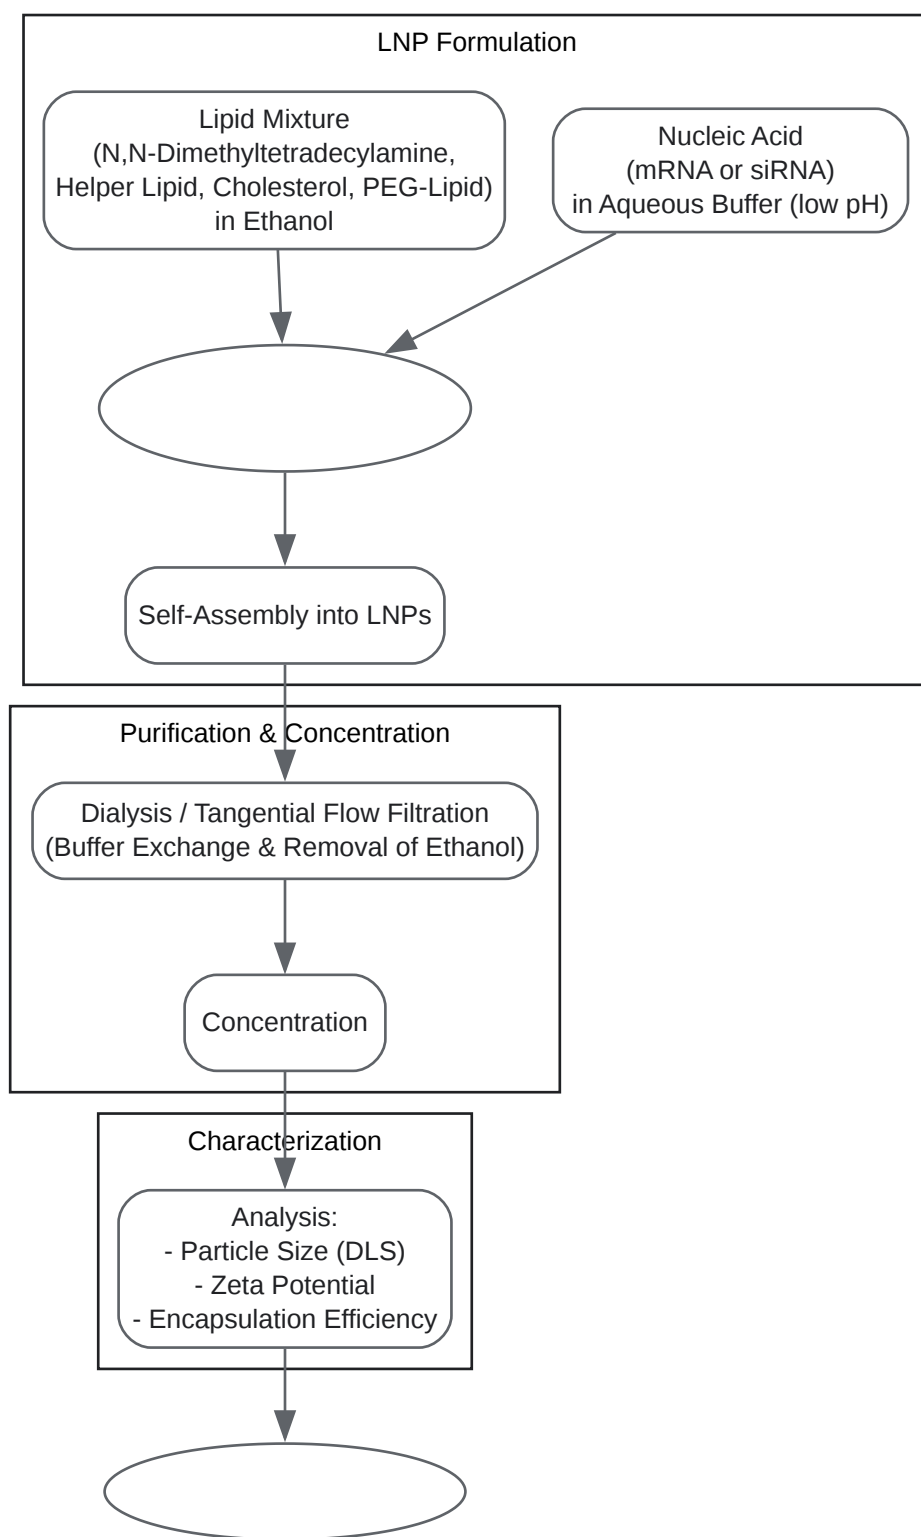 LNP Formulation
Lipid Mixture
(N,N-Dimethyltetradecylamine,
Helper Lipid, Cholesterol, PEG-Lipid)
in Ethanol
Nucleic Acid
(mRNA or siRNA)
in Aqueous Buffer (low pH)
Self-Assembly into LNPs
Purification & Concentration
Dialysis / Tangential Flow Filtration
(Buffer Exchange & Removal of Ethanol)
Concentration
Characterization
Analysis:
- Particle Size (DLS)
- Zeta Potential
- Encapsulation Efficiency